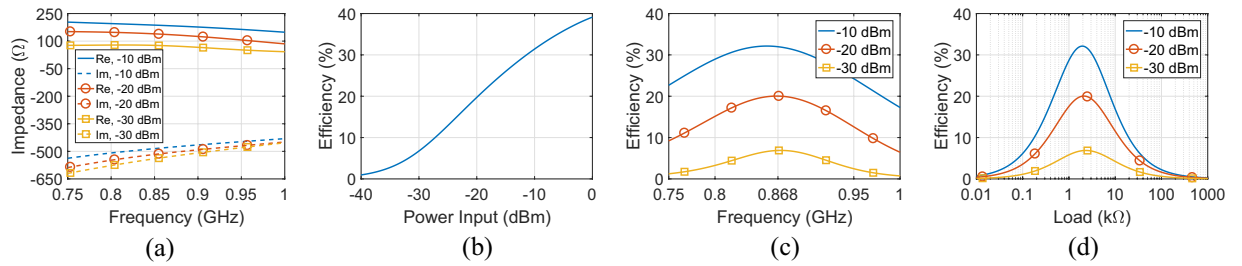 250
100
-50
-200
-350
-500
-650
Impedance (Ω)
Re, -10 dBm
Im, -10 dBm
Re, -20 dBm
Im, -20 dBm
Re, -30 dBm
Im, -30 dBm
0.75 0.8 0.85 0.9 0.95 1
Frequency (GHz)
(a)
40
30
20
10
0
Efficiency (%)
-40 -30 -20 -10 0
Power Input (dBm)
(b)
40
30
20
10
0
Efficiency (%)
-10 dBm
-20 dBm
-30 dBm
0.75 0.8 0.868 0.95 1
Frequency (GHz)
(c)
40
30
20
10
0
Efficiency (%)
-10 dBm
-20 dBm
-30 dBm
0.01 0.1 1 10 100 1000
Load (kΩ)
(d)